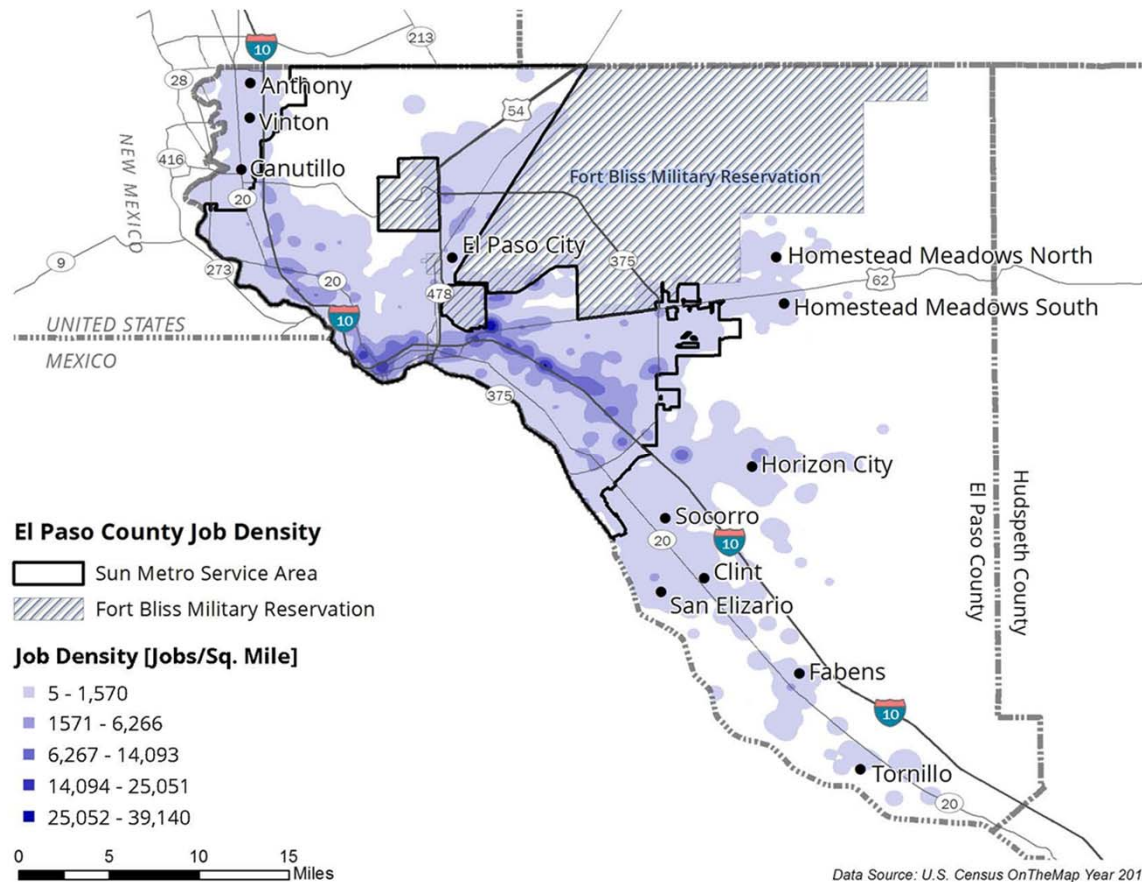 10
213
28
Anthony
Vinton
54
NEW MEXICO
416
Canutillo
20
Fort Bliss Military Reservation
El Paso City
375
Homestead Meadows North
9
273
20
478
62
Homestead Meadows South
10
UNITED STATES
MEXICO
375
Horizon City
El Paso County
Hudspeth County
Socorro
20
10
Clint
San Elizario
Fabens
10
Tornillo
20
El Paso County Job Density
Sun Metro Service Area
Fort Bliss Military Reservation
Job Density [Jobs/Sq. Mile]
5 - 1,570
1571 - 6,266
6,267 - 14,093
14,094 - 25,051
25,052 - 39,140
0 5 10 15
Miles
Data Source: U.S. Census OnTheMap Year 201